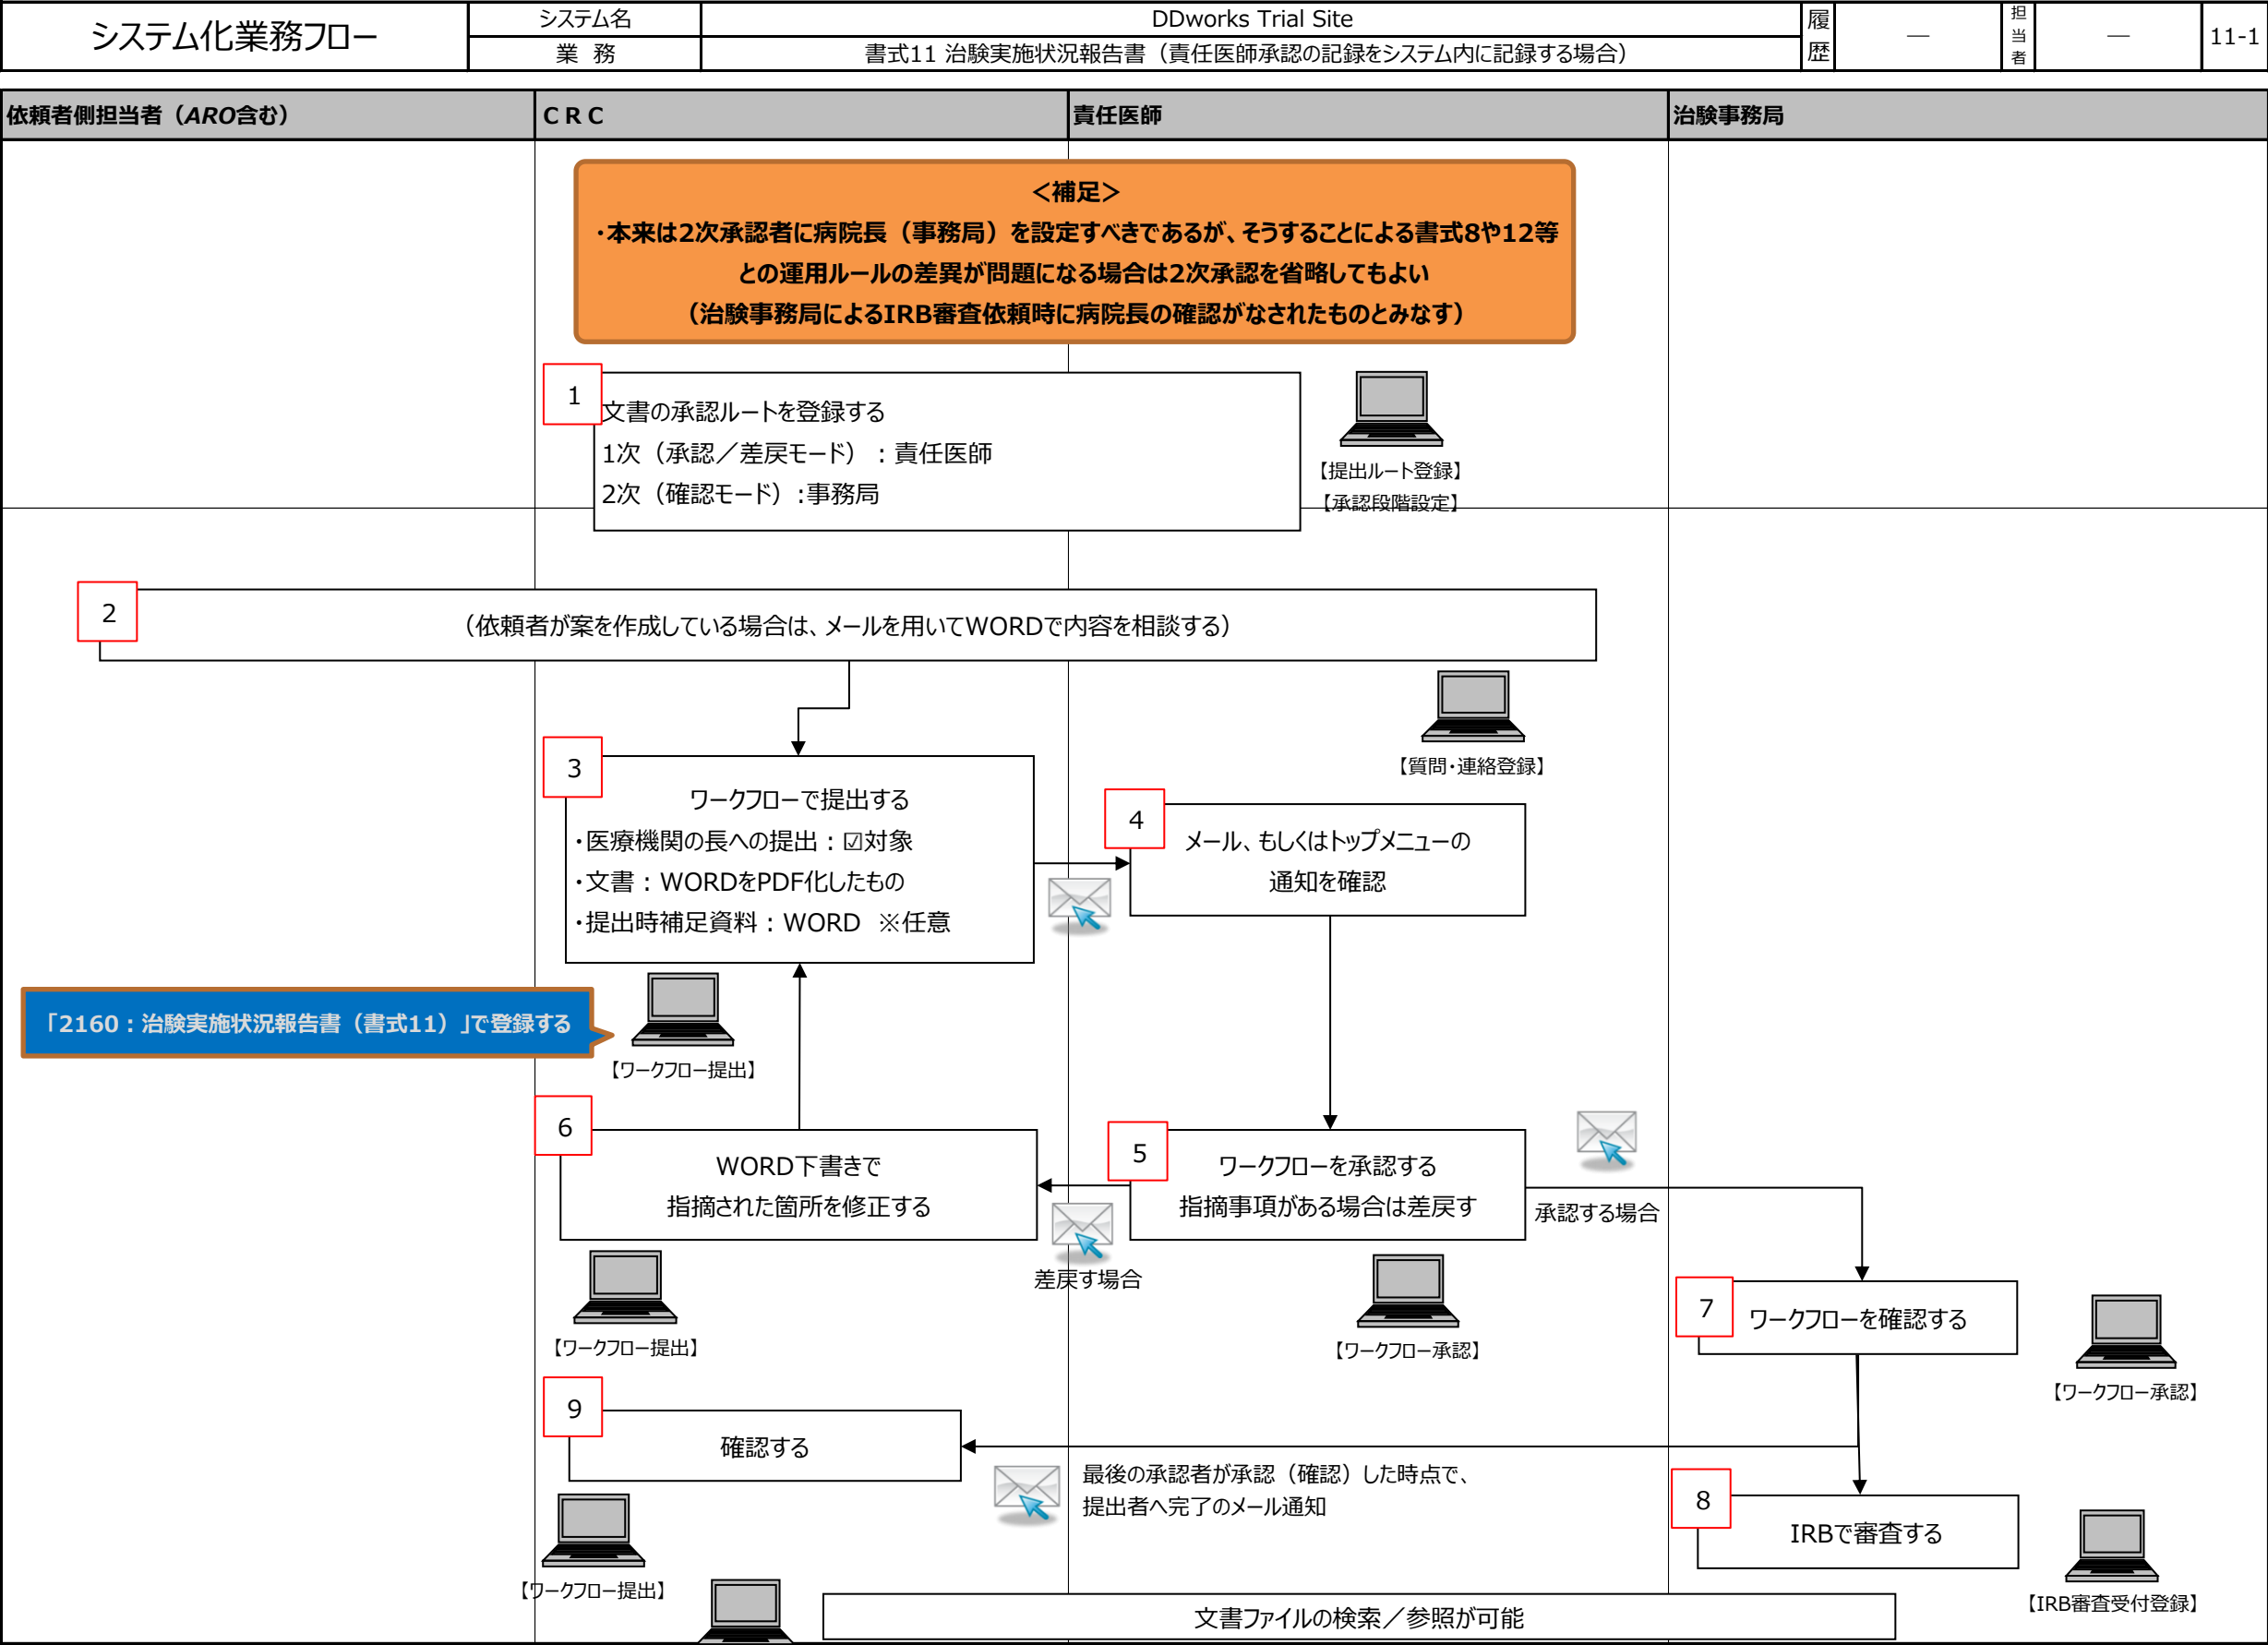 システム化業務フロー
システム名
DDworks Trial Site
履歴
―
担当者
―
11-1
業 務
書式11 治験実施状況報告書（責任医師承認の記録をシステム内に記録する場合）
依頼者側担当者（ARO含む）
ＣＲＣ
責任医師
治験事務局
＜補足＞
・本来は2次承認者に病院長（事務局）を設定すべきであるが、そうすることによる書式8や12等
との運用ルールの差異が問題になる場合は2次承認を省略してもよい
（治験事務局によるIRB審査依頼時に病院長の確認がなされたものとみなす）
1
文書の承認ルートを登録する
1次（承認／差戻モード）：責任医師
2次（確認モード）:事務局
【提出ルート登録】
【承認段階設定】
2
（依頼者が案を作成している場合は、メールを用いてWORDで内容を相談する）
【質問・連絡登録】
3
ワークフローで提出する
・医療機関の長への提出：☑対象
・文書：WORDをPDF化したもの
・提出時補足資料：WORD　※任意
4
メール、もしくはトップメニューの
通知を確認
「2160：治験実施状況報告書（書式11）」で登録する
【ワークフロー提出】
6
WORD下書きで
指摘された箇所を修正する
5
ワークフローを承認する
指摘事項がある場合は差戻す
承認する場合
差戻す場合
【ワークフロー提出】
【ワークフロー承認】
7
ワークフローを確認する
【ワークフロー承認】
9
確認する
最後の承認者が承認（確認）した時点で、
提出者へ完了のメール通知
8
IRBで審査する
【ワークフロー提出】
【IRB審査受付登録】
文書ファイルの検索／参照が可能